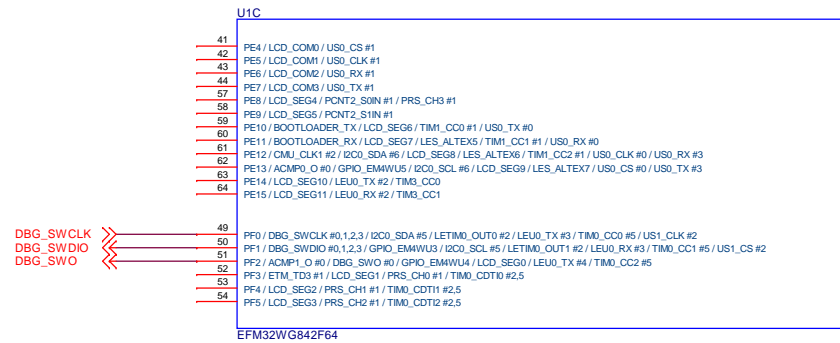 U1C
41 PE4 / LCD_COM0 / US0_CS #1
42 PE5 / LCD_COM1 / US0_CLK #1
43 PE6 / LCD_COM2 / US0_RX #1
44 PE7 / LCD_COM3 / US0_TX #1
57 PE8 / LCD_SEG4 / PCNT2_S0IN #1 / PRS_CH3 #1
58 PE9 / LCD_SEG5 / PCNT2_S1IN #1
59 PE10 / BOOTLOADER_TX / LCD_SEG6 / TIM1_CC0 #1 / US0_TX #0
60 PE11 / BOOTLOADER_RX / LCD_SEG7 / LES_ALTEX5 / TIM1_CC1 #1 / US0_RX #0
61 PE12 / CMU_CLK1 #2 / I2C0_SDA #6 / LCD_SEG8 / LES_ALTEX6 / TIM1_CC2 #1 / US0_CLK #0 / US0_RX #3
62 PE13 / ACMP0_O #0 / GPIO_EM4WU5 / I2C0_SCL #6 / LCD_SEG9 / LES_ALTEX7 / US0_CS #0 / US0_TX #3
63 PE14 / LCD_SEG10 / LEU0_TX #2 / TIM3_CC0
64 PE15 / LCD_SEG11 / LEU0_RX #2 / TIM3_CC1
DBG_SWCLK 49 PF0 / DBG_SWCLK #0,1,2,3 / I2C0_SDA #5 / LETIM0_OUT0 #2 / LEU0_TX #3 / TIM0_CC0 #5 / US1_CLK #2
DBG_SWDIO 50 PF1 / DBG_SWDIO #0,1,2,3 / GPIO_EM4WU3 / I2C0_SCL #5 / LETIM0_OUT1 #2 / LEU0_RX #3 / TIM0_CC1 #5 / US1_CS #2
DBG_SWO 51 PF2 / ACMP1_O #0 / DBG_SWO #0 / GPIO_EM4WU4 / LCD_SEG0 / LEU0_TX #4 / TIM0_CC2 #5
52 PF3 / ETM_TD3 #1 / LCD_SEG1 / PRS_CH0 #1 / TIM0_CDTI0 #2,5
53 PF4 / LCD_SEG2 / PRS_CH1 #1 / TIM0_CDTI1 #2,5
54 PF5 / LCD_SEG3 / PRS_CH2 #1 / TIM0_CDTI2 #2,5
EFM32WG842F64